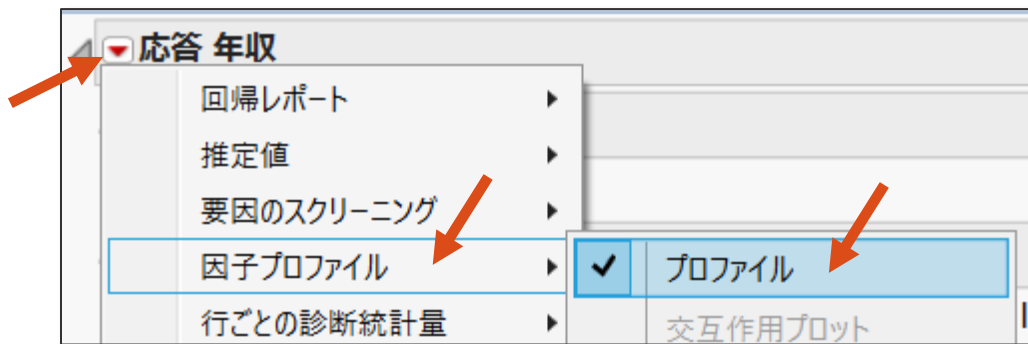 応答 年収
回帰レポート
推定値
要因のスクリーニング
因子プロファイル
プロファイル
行ごとの診断統計量
交互作用プロット